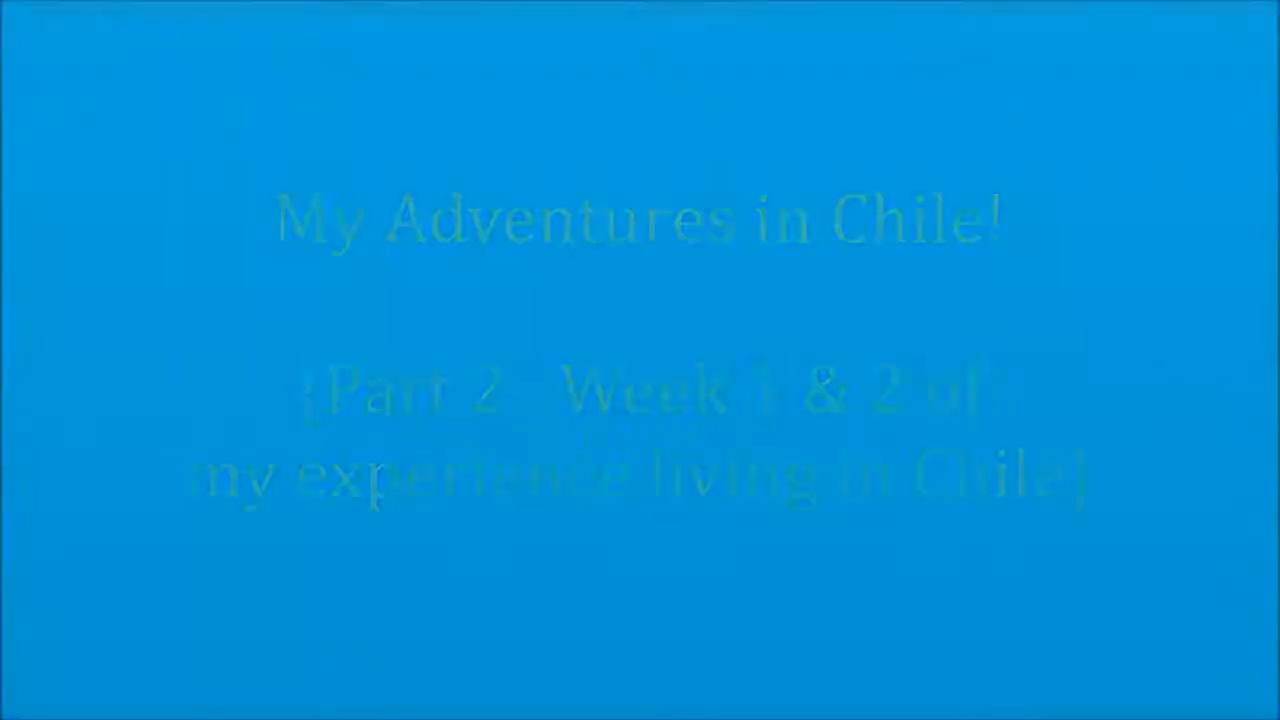 My Adventures in Chile!
[Part 2 - Week 1 & 2 of
my experience living in Chile]